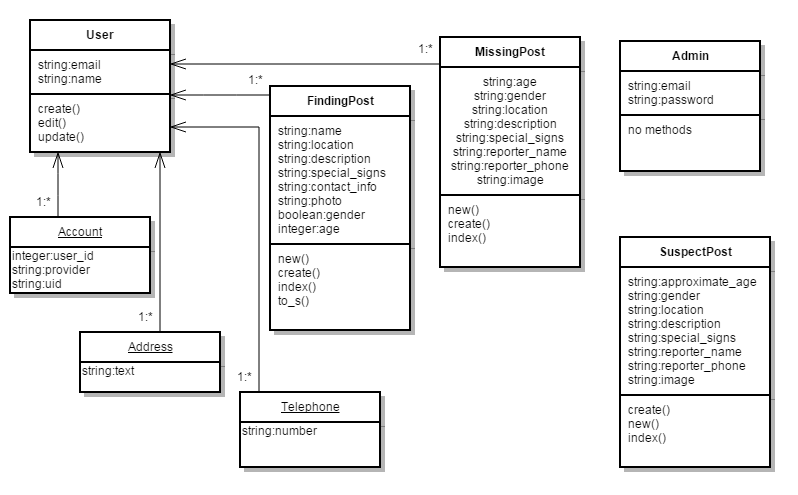 User
string:email
string:name
create()
edit()
update()
1:*
MissingPost
string:age
string:gender
string:location
string:description
string:special_signs
string:reporter_name
string:reporter_phone
string:image
new()
create()
index()
Admin
string:email
string:password
no methods
1:*
FindingPost
string:name
string:location
string:description
string:special_signs
string:contact_info
string:photo
boolean:gender
integer:age
new()
create()
index()
to_s()
1:*
Account
integer:user_id
string:provider
string:uid
SuspectPost
string:approximate_age
string:gender
string:location
string:description
string:special_signs
string:reporter_name
string:reporter_phone
string:image
create()
new()
index()
1:*
Address
string:text
1:*
Telephone
string:number